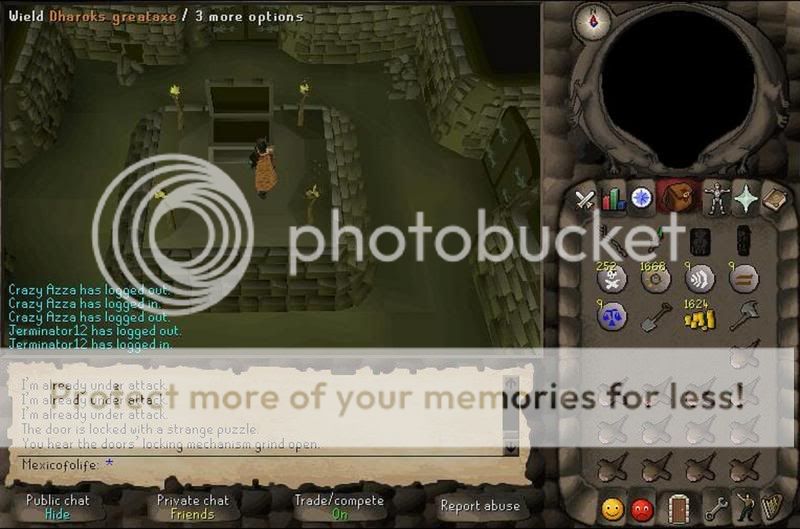 Wield Dharoks greataxe / 3 more options
photobucket
Crazy Azza has logged out.
Crazy Azza has logged in.
Crazy Azza has logged out.
Jerminator12 has logged out.
Jerminator12 has logged in.
252 1668 9 9
9 1624
Protect more of your memories for less!
I'm already under attack.
I'm already under attack.
I'm already under attack.
The door is locked with a strange puzzle.
You hear the doors' locking mechanism grind open.
Mexicofolife: *
Public chat Private chat Trade/compete Report abuse
Hide Friends On